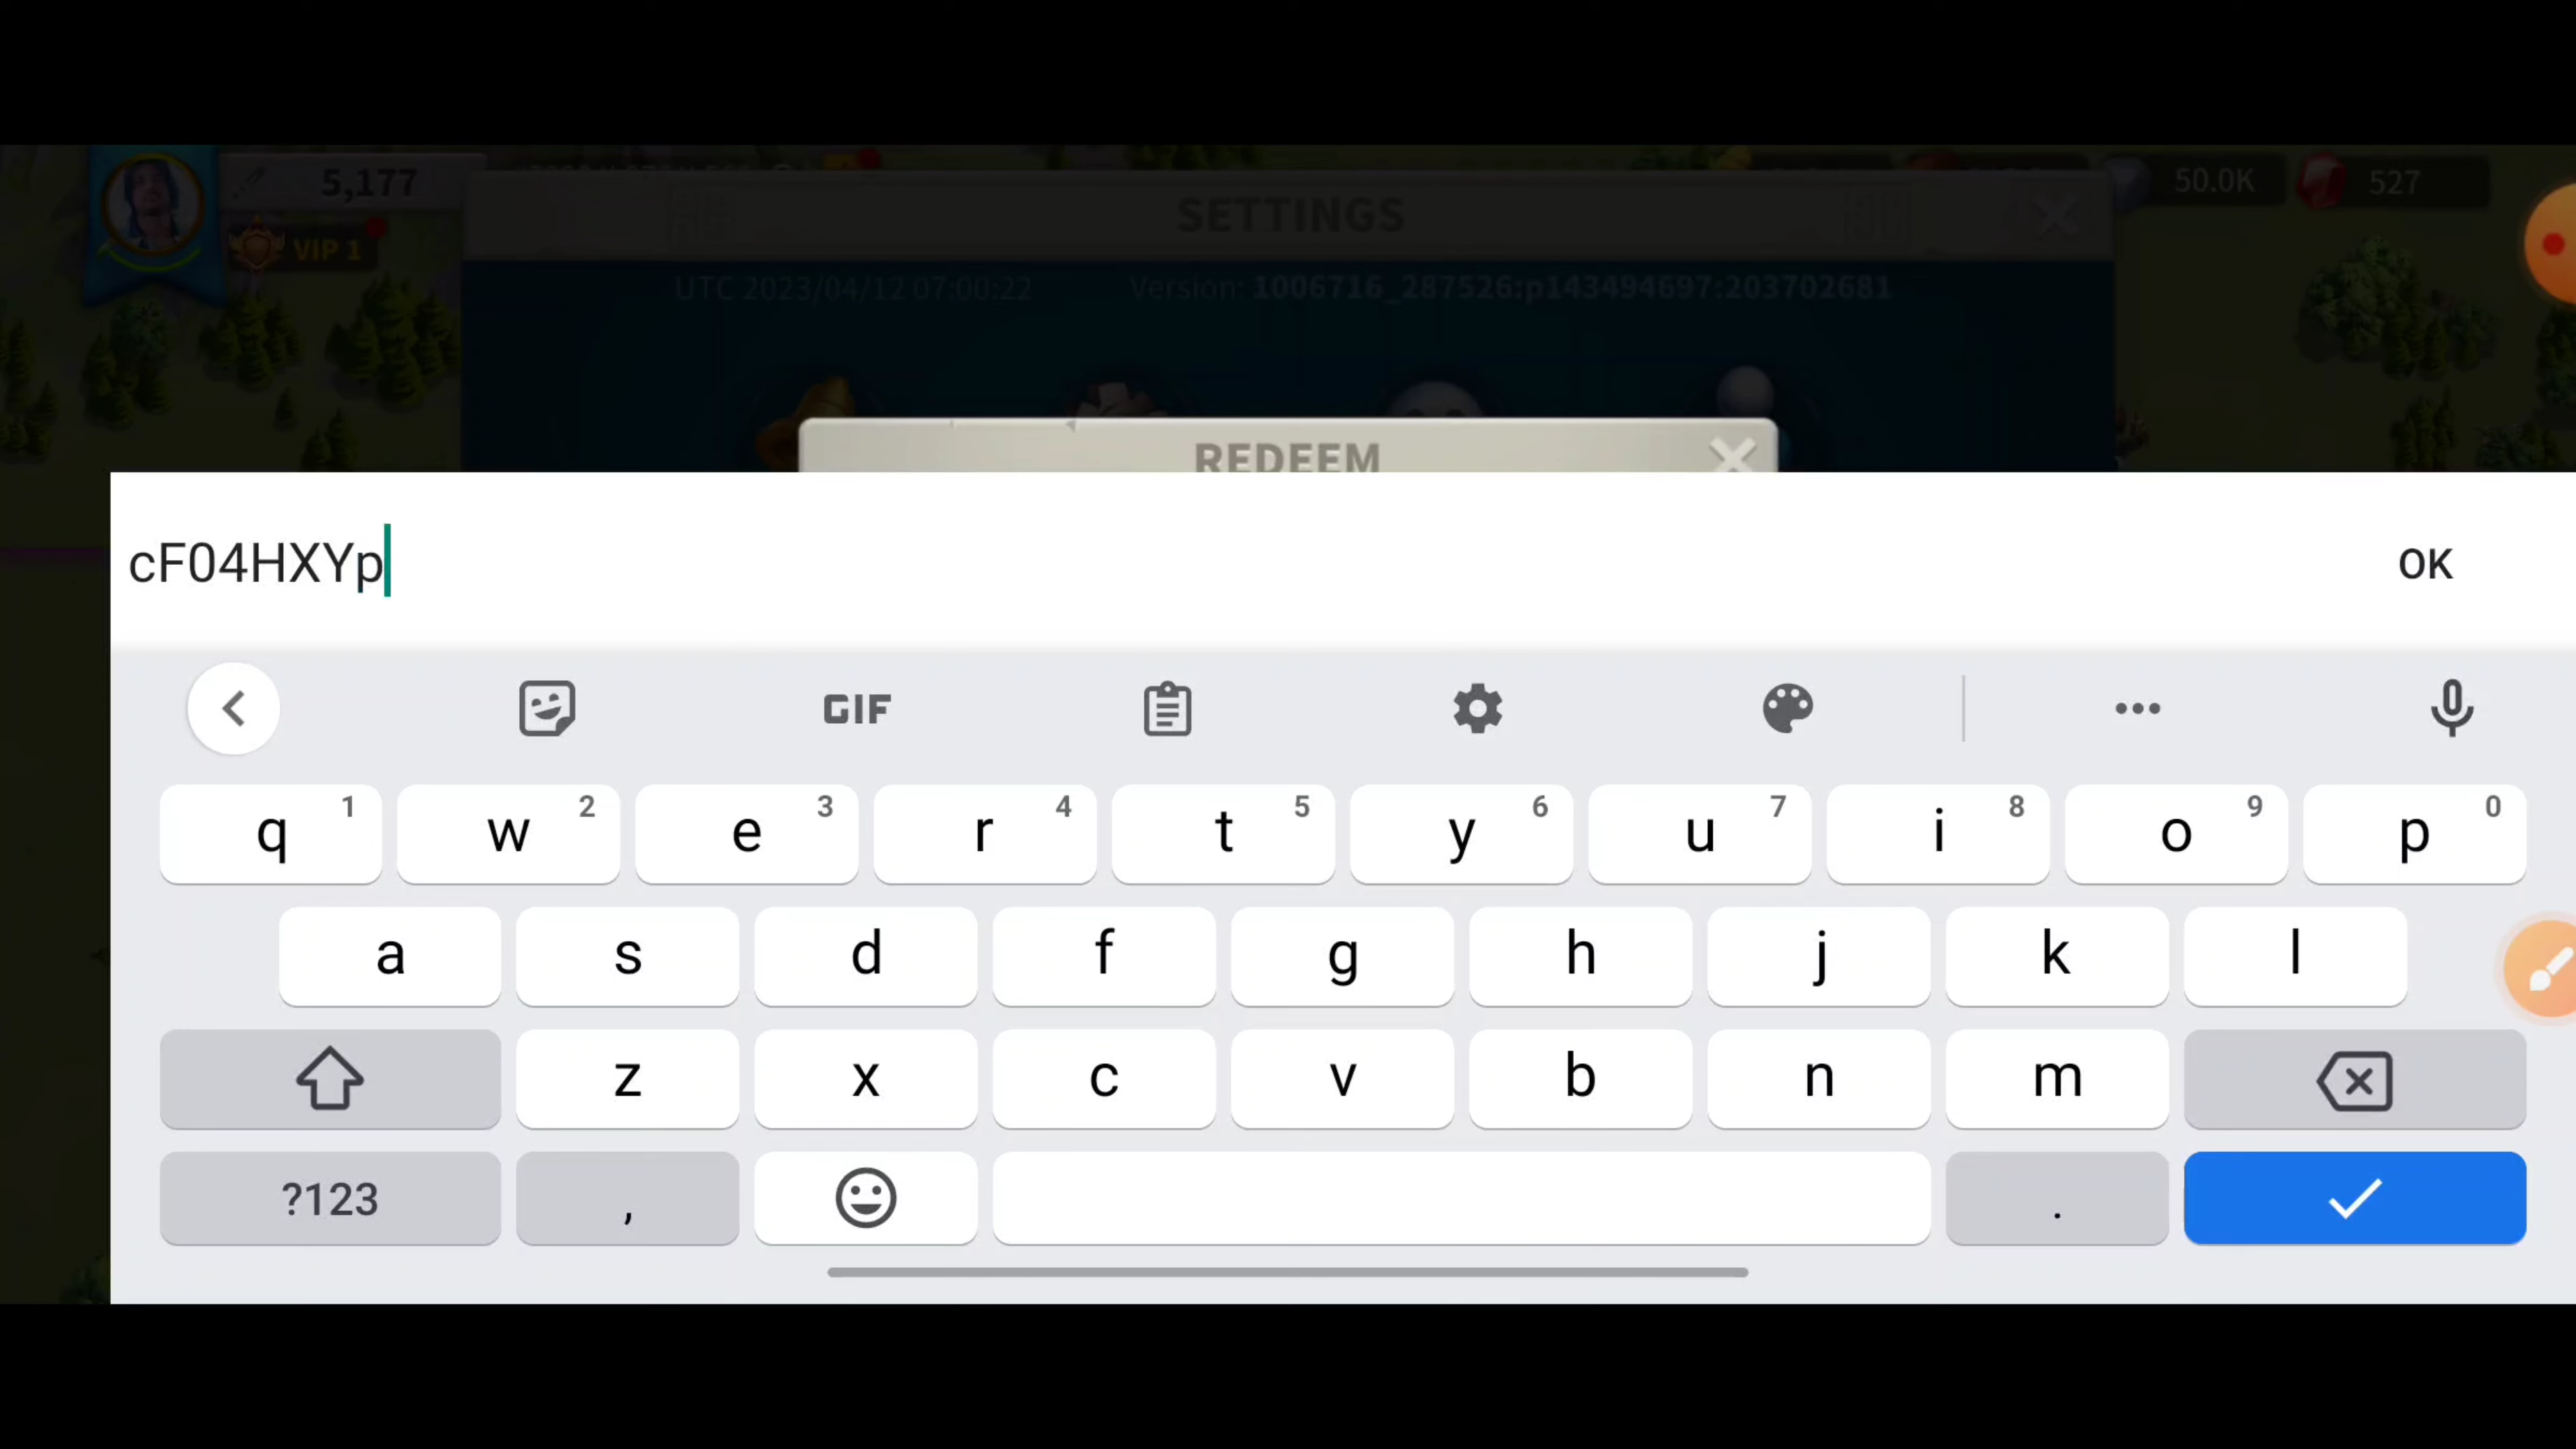 5,177
VIP 1
50.0K
527
SETTINGS
UTC 2023/04/12 07:00:22
Version: 1006716_287526:p143494697:203702681
REDEEM
cF04HXYp
OK
GIF
q 1 w 2 e 3 r 4 t 5 y 6 u 7 i 8 o 9 p 0
a s d f g h j k l
z x c v b n m
?123 , .